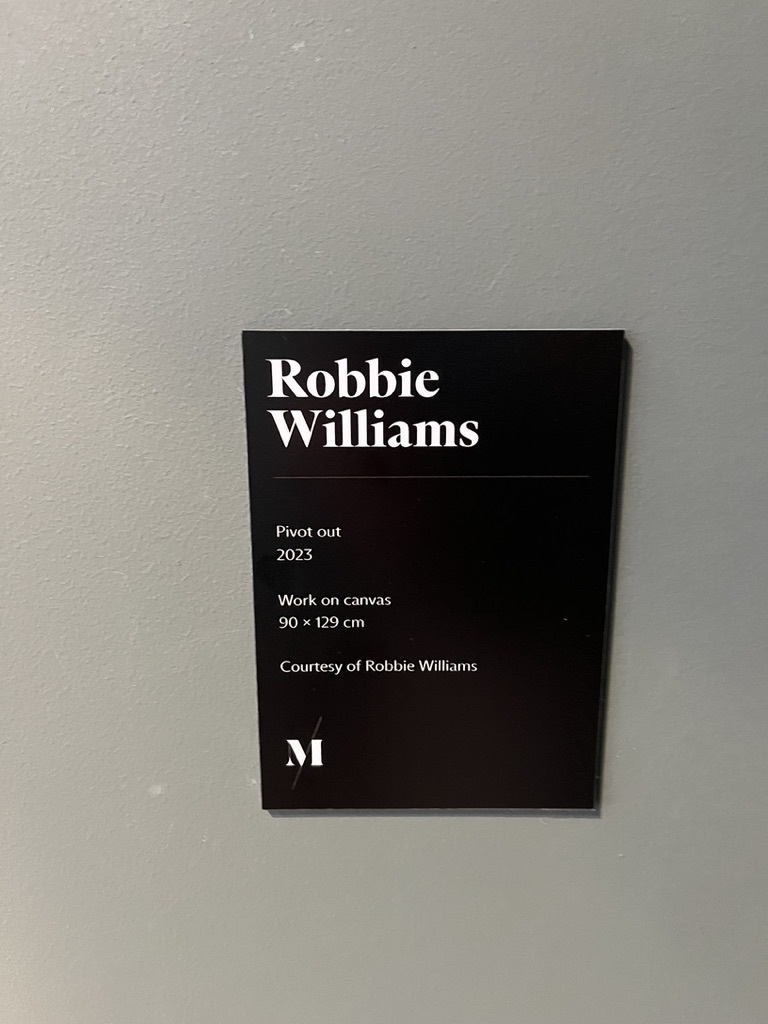 Robbie
Williams
Pivot out
2023
Work on canvas
90 × 129 cm
Courtesy of Robbie Williams
M